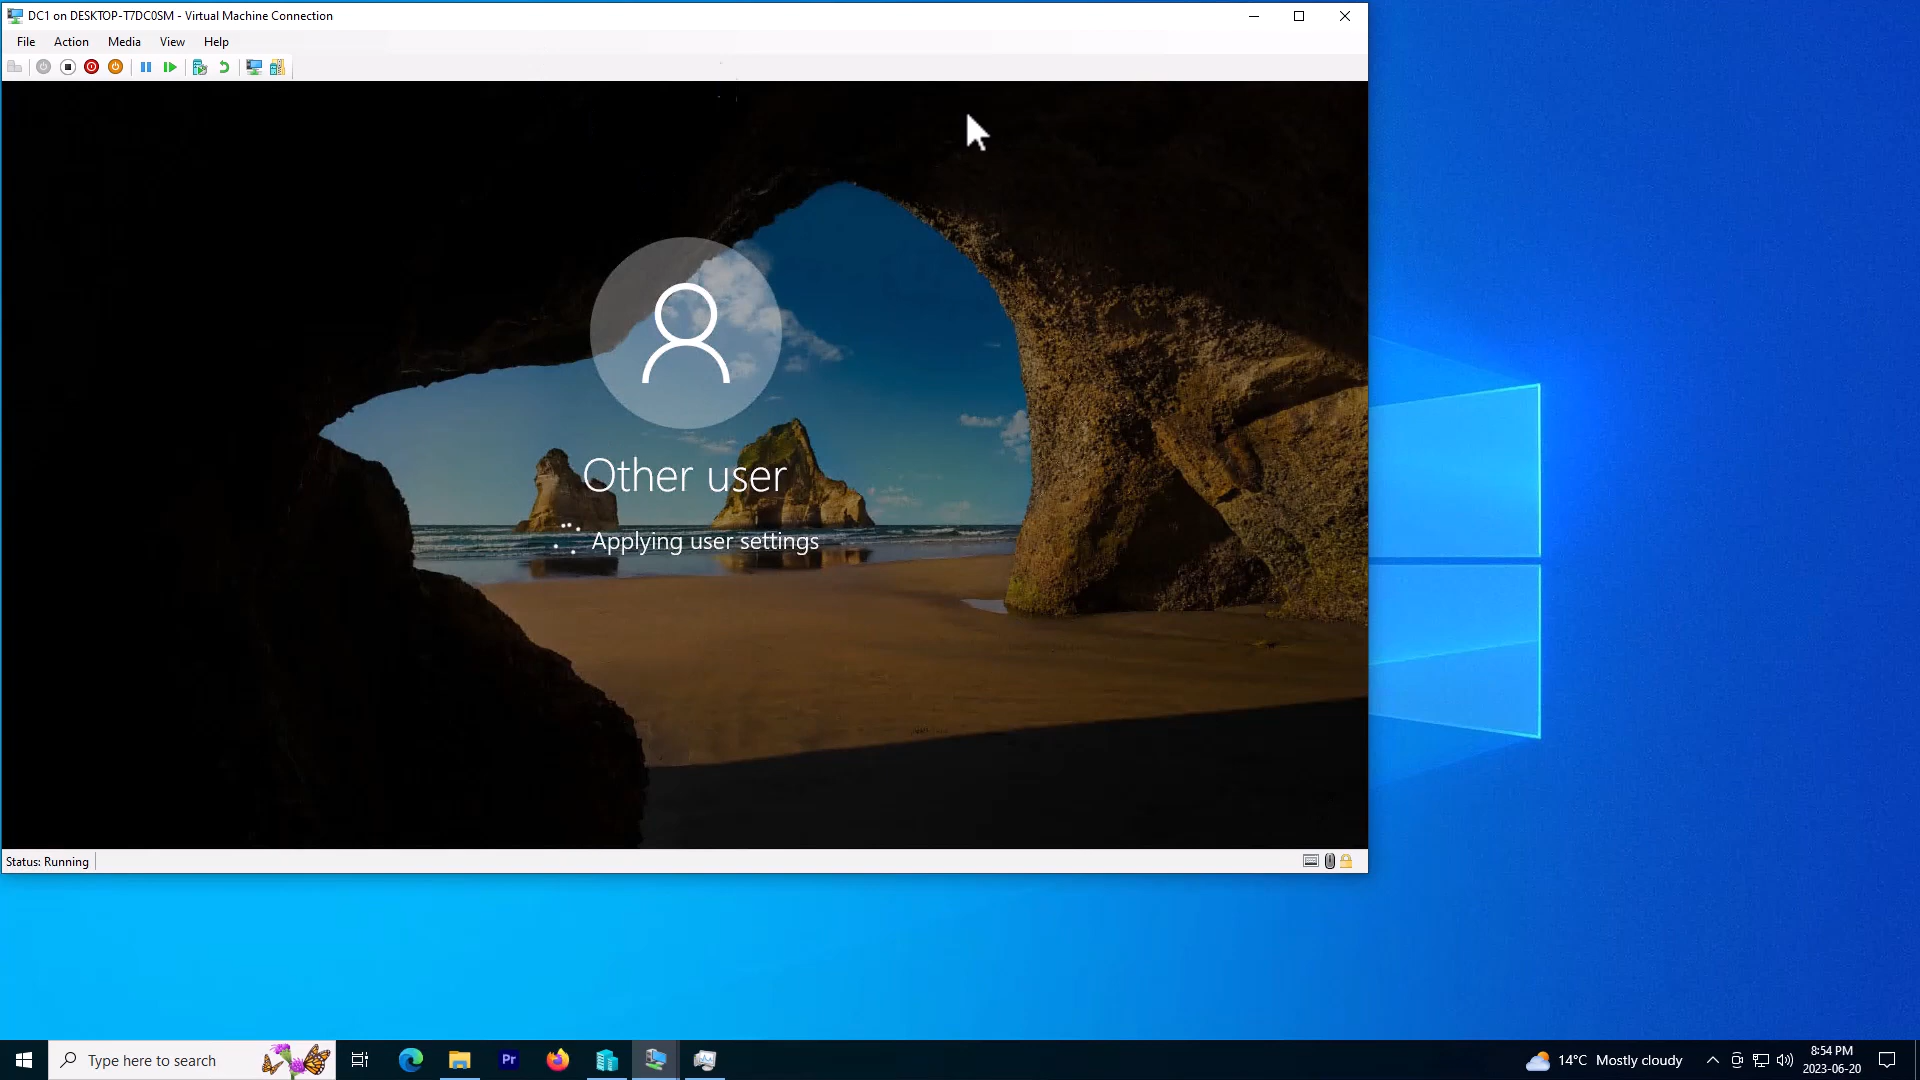 DC1 on DESKTOP-T7DC0SM - Virtual Machine Connection
File Action Media View Help
Other user
Applying user settings
Status: Running
Type here to search
Pr
14°C Mostly cloudy
8:54 PM
2023-06-20